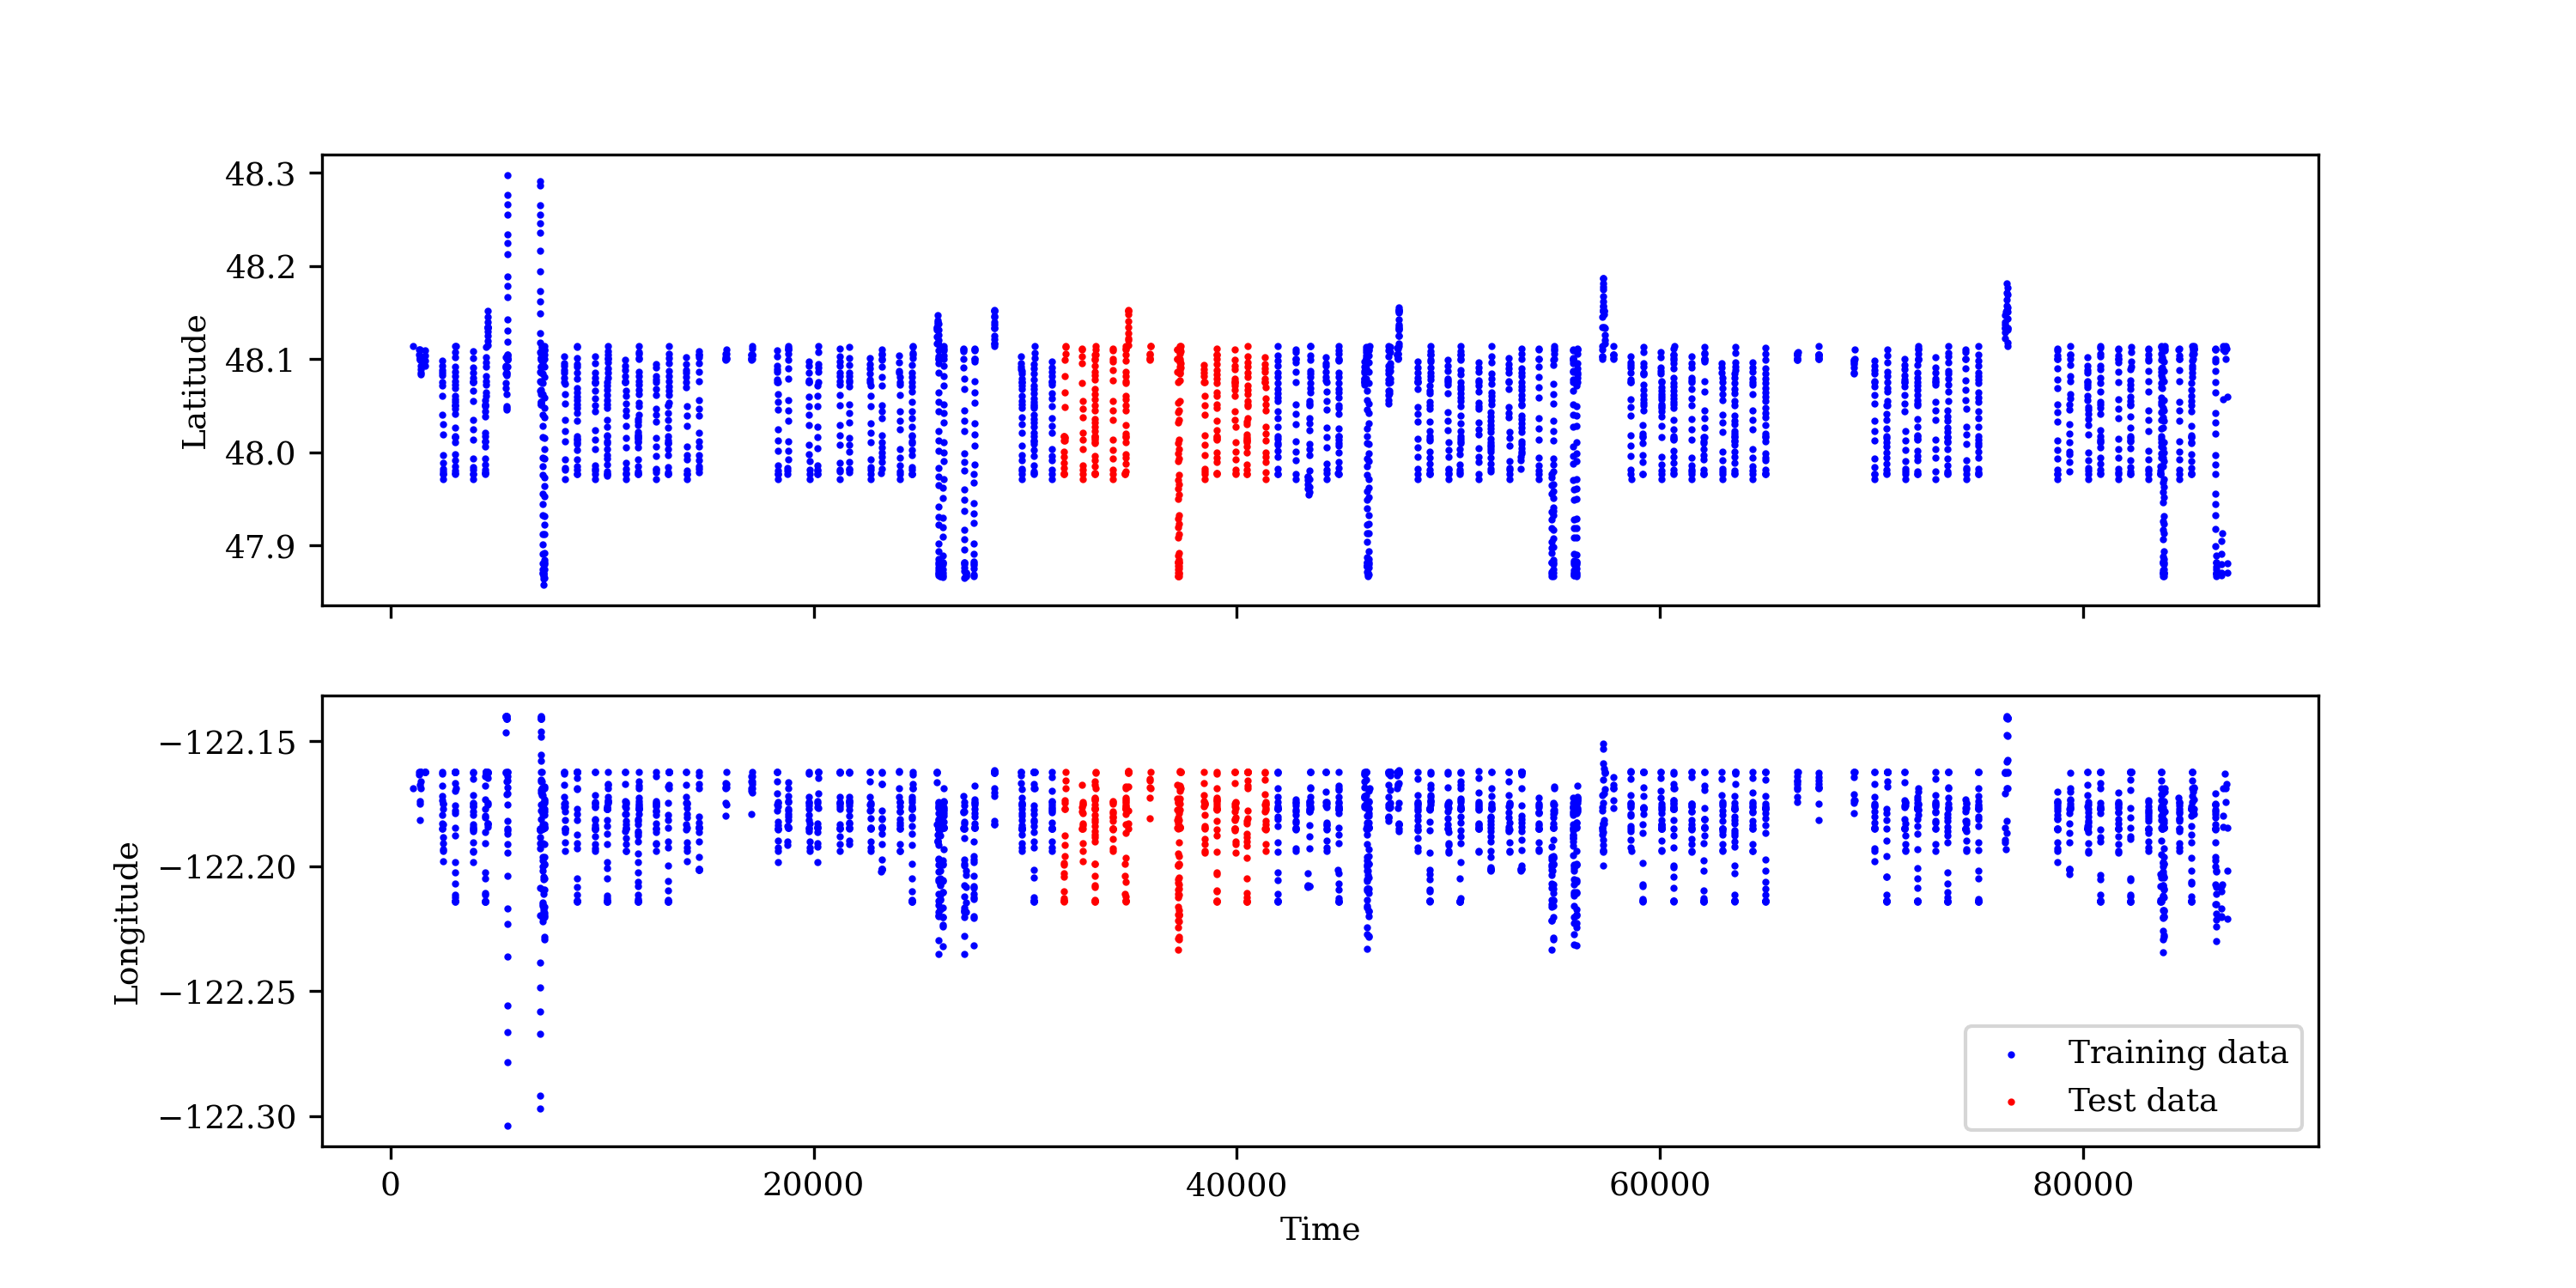 48.3
48.2
48.1
48.0
47.9
Latitude
−122.15
−122.20
−122.25
−122.30
Longitude
Training data
Test data
0 20000 40000 60000 80000
Time